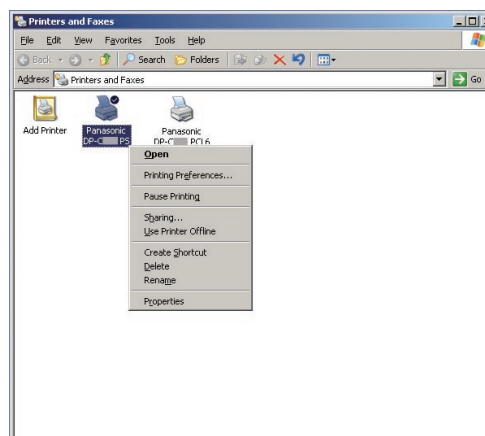 Printers and Faxes
File Edit View Favorites Tools Help
Back Search Folders
Address Printers and Faxes Go
Add Printer
Panasonic
DP-C PS
Panasonic
DP-C PCL6
Open
Printing Preferences...
Pause Printing
Sharing...
Use Printer Offline
Create Shortcut
Delete
Rename
Properties